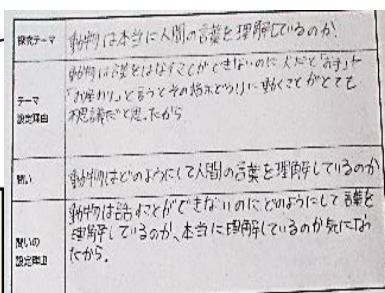 探究テーマ
動物は本当に人間の言葉を理解しているのか?
テーマ
設定理由
動物は言葉をはなすことができないのに人だと「お手」や
「お座り」と言うとその指示どうりに動くことがとても
不思議だと思ったから
問い
動物はどのようにして人間の言葉を理解しているのか
問いの
設定理由
動物は話すことができないのにどのようにして言葉を
理解しているのか、本当に理解しているのか気になっ
たから。